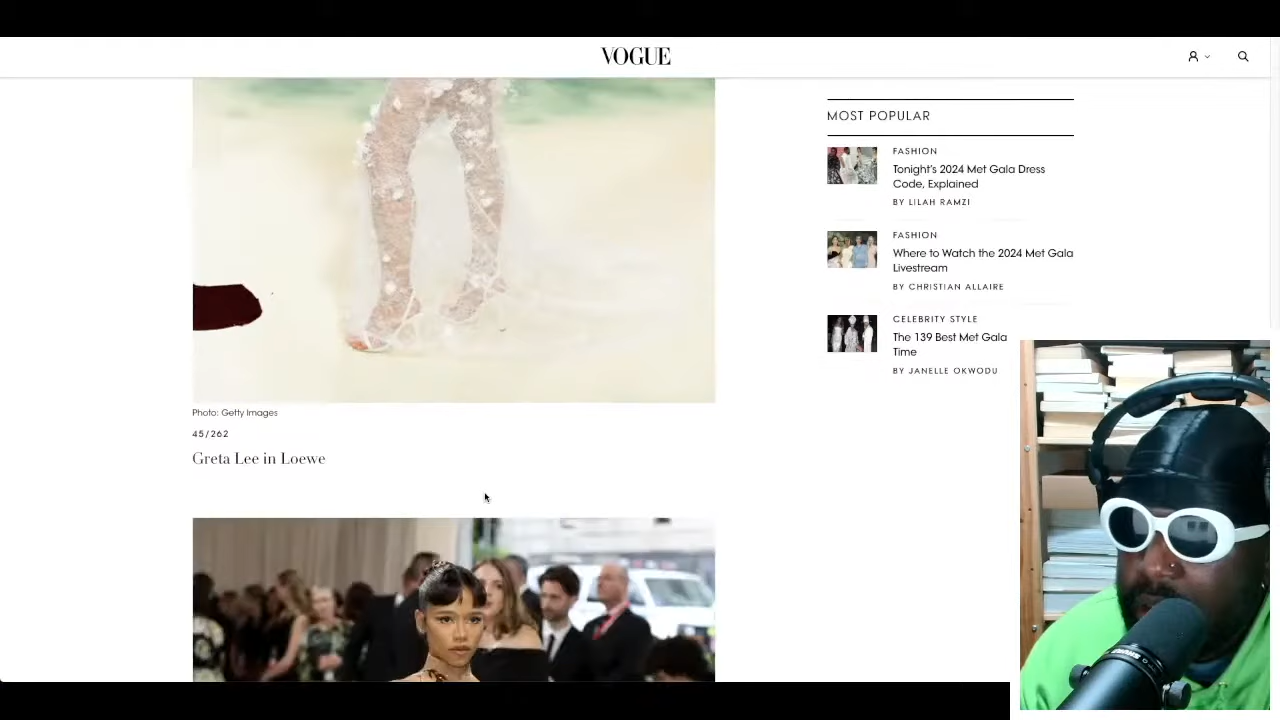 VOGUE
Photo: Getty Images
45/262
Greta Lee in Loewe
MOST POPULAR
FASHION
Tonight's 2024 Met Gala Dress
Code, Explained
BY LILAH RAMZI
FASHION
Where to Watch the 2024 Met Gala
Livestream
BY CHRISTIAN ALLAIRE
CELEBRITY STYLE
The 139 Best Met Gala
Time
BY JANELLE OKWODU